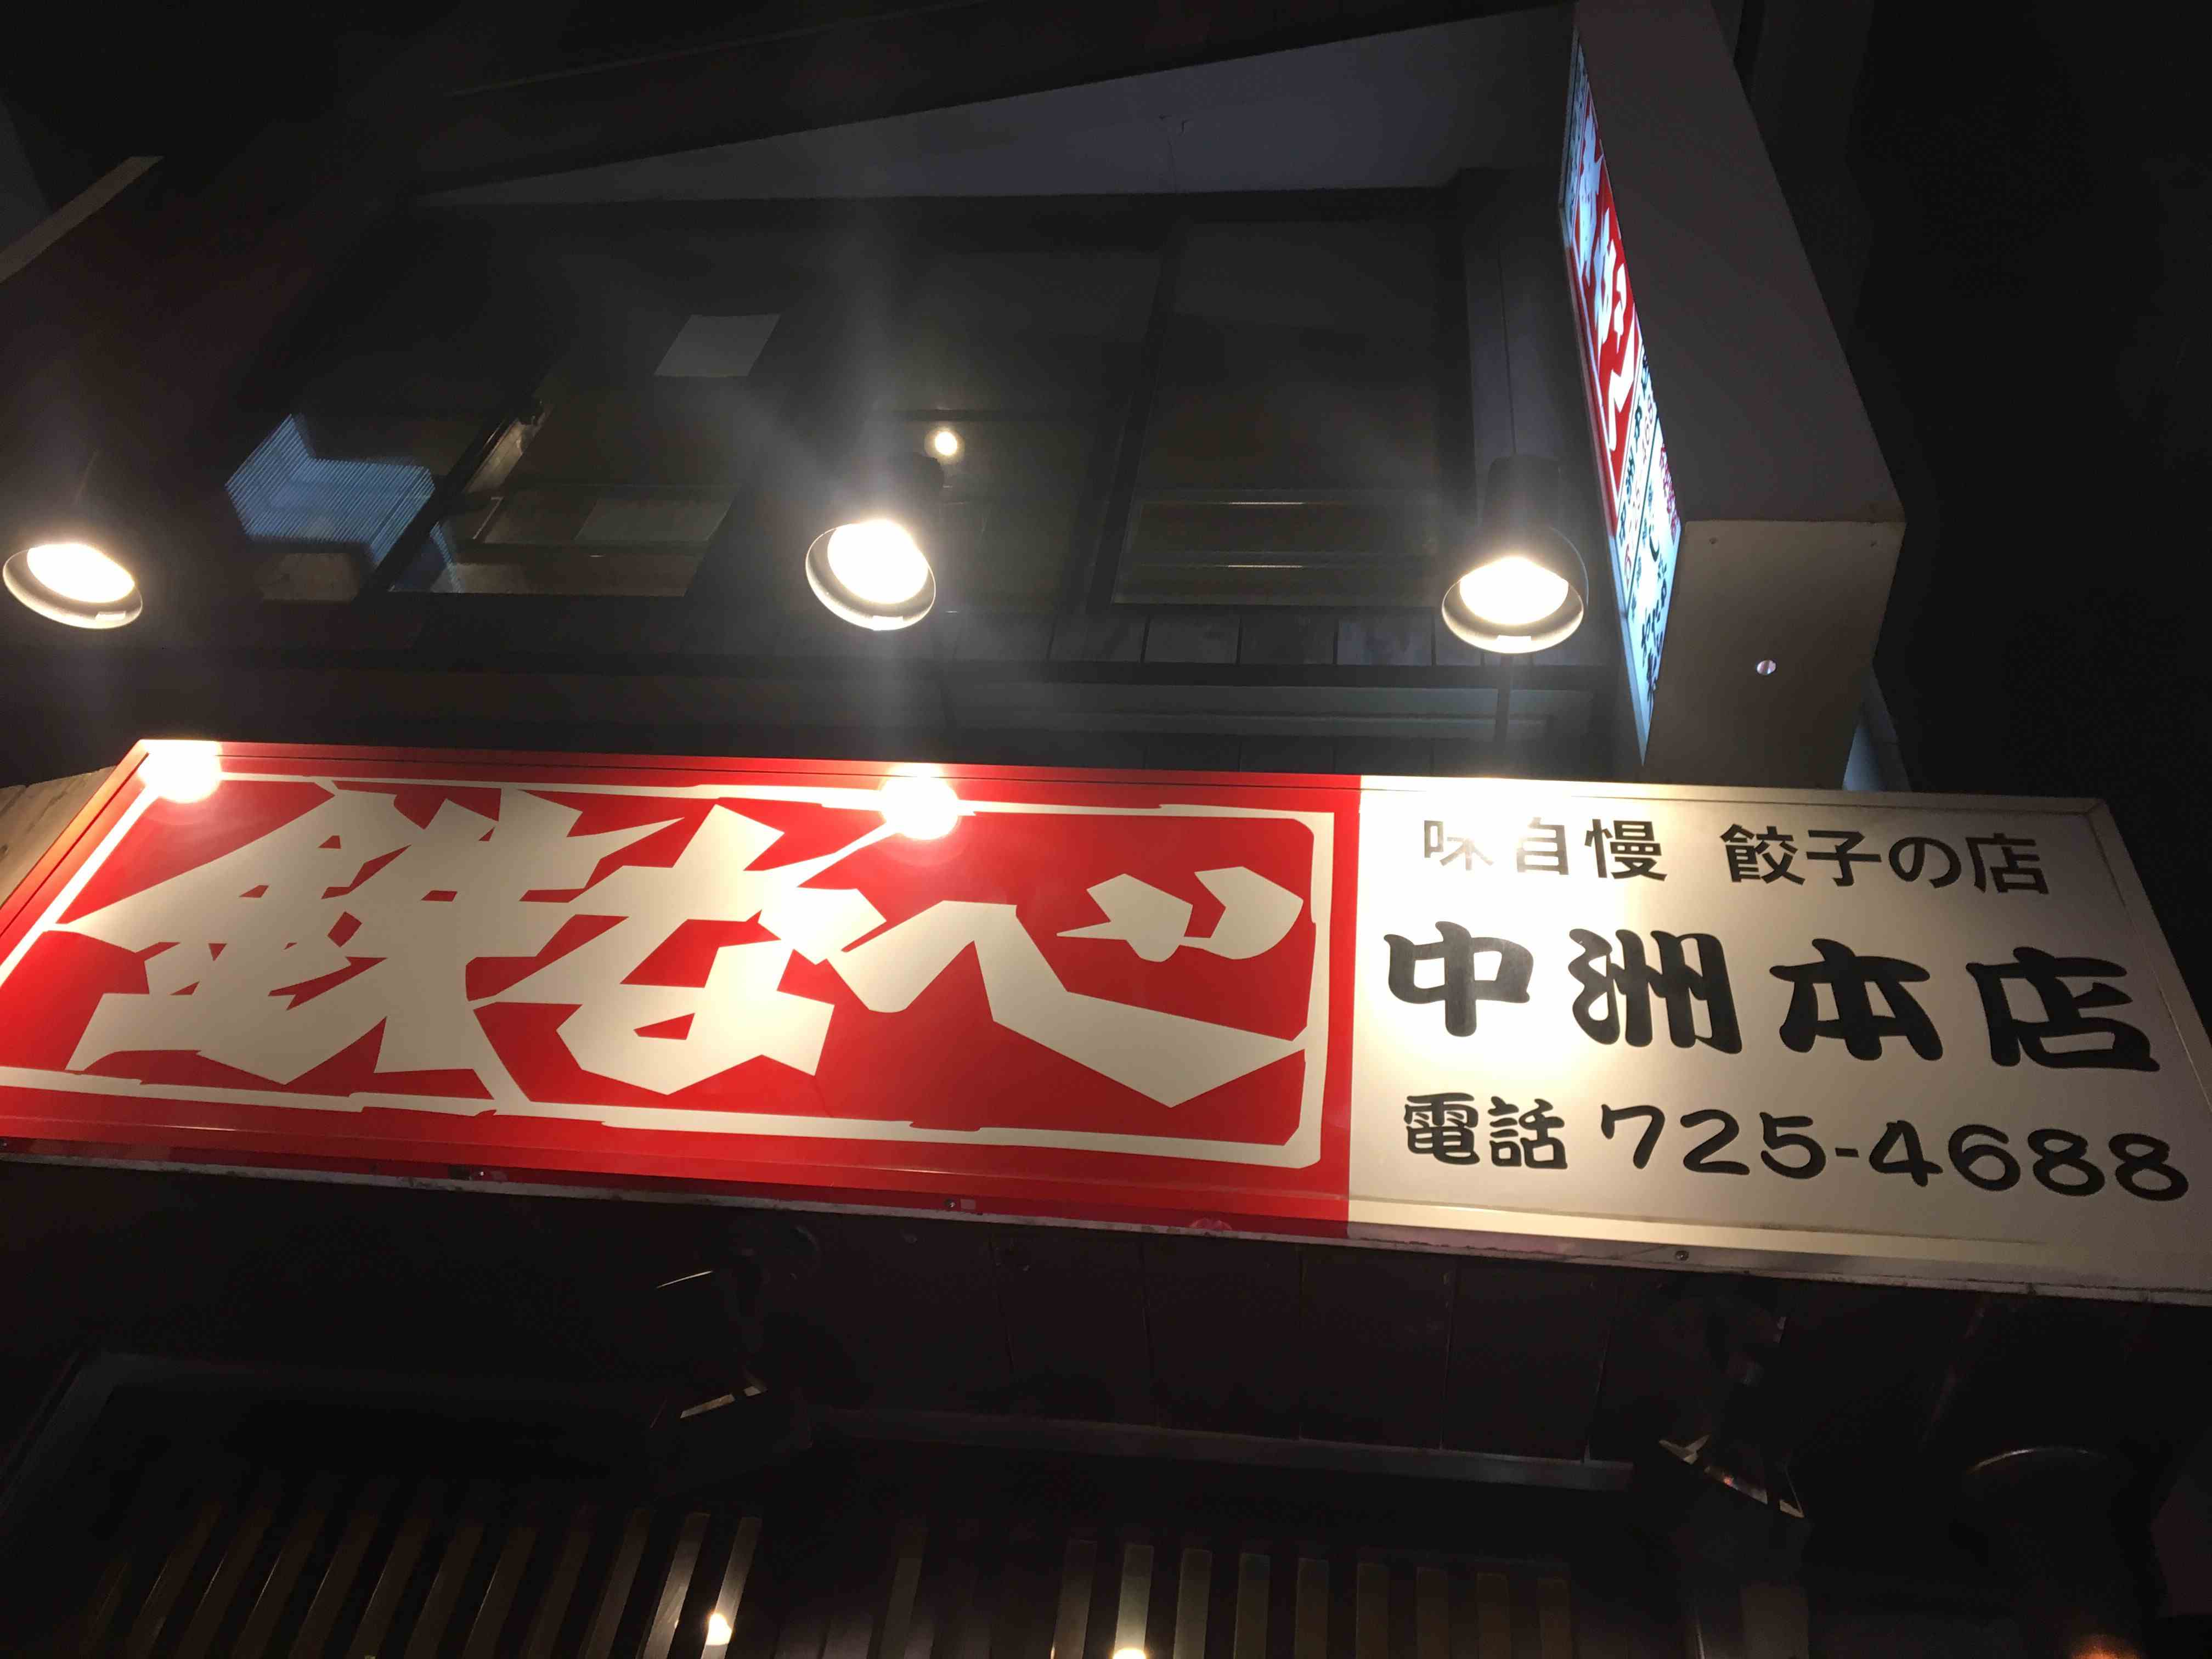 鉄なべ
味自慢 餃子の店
中洲本店
電話 725-4688